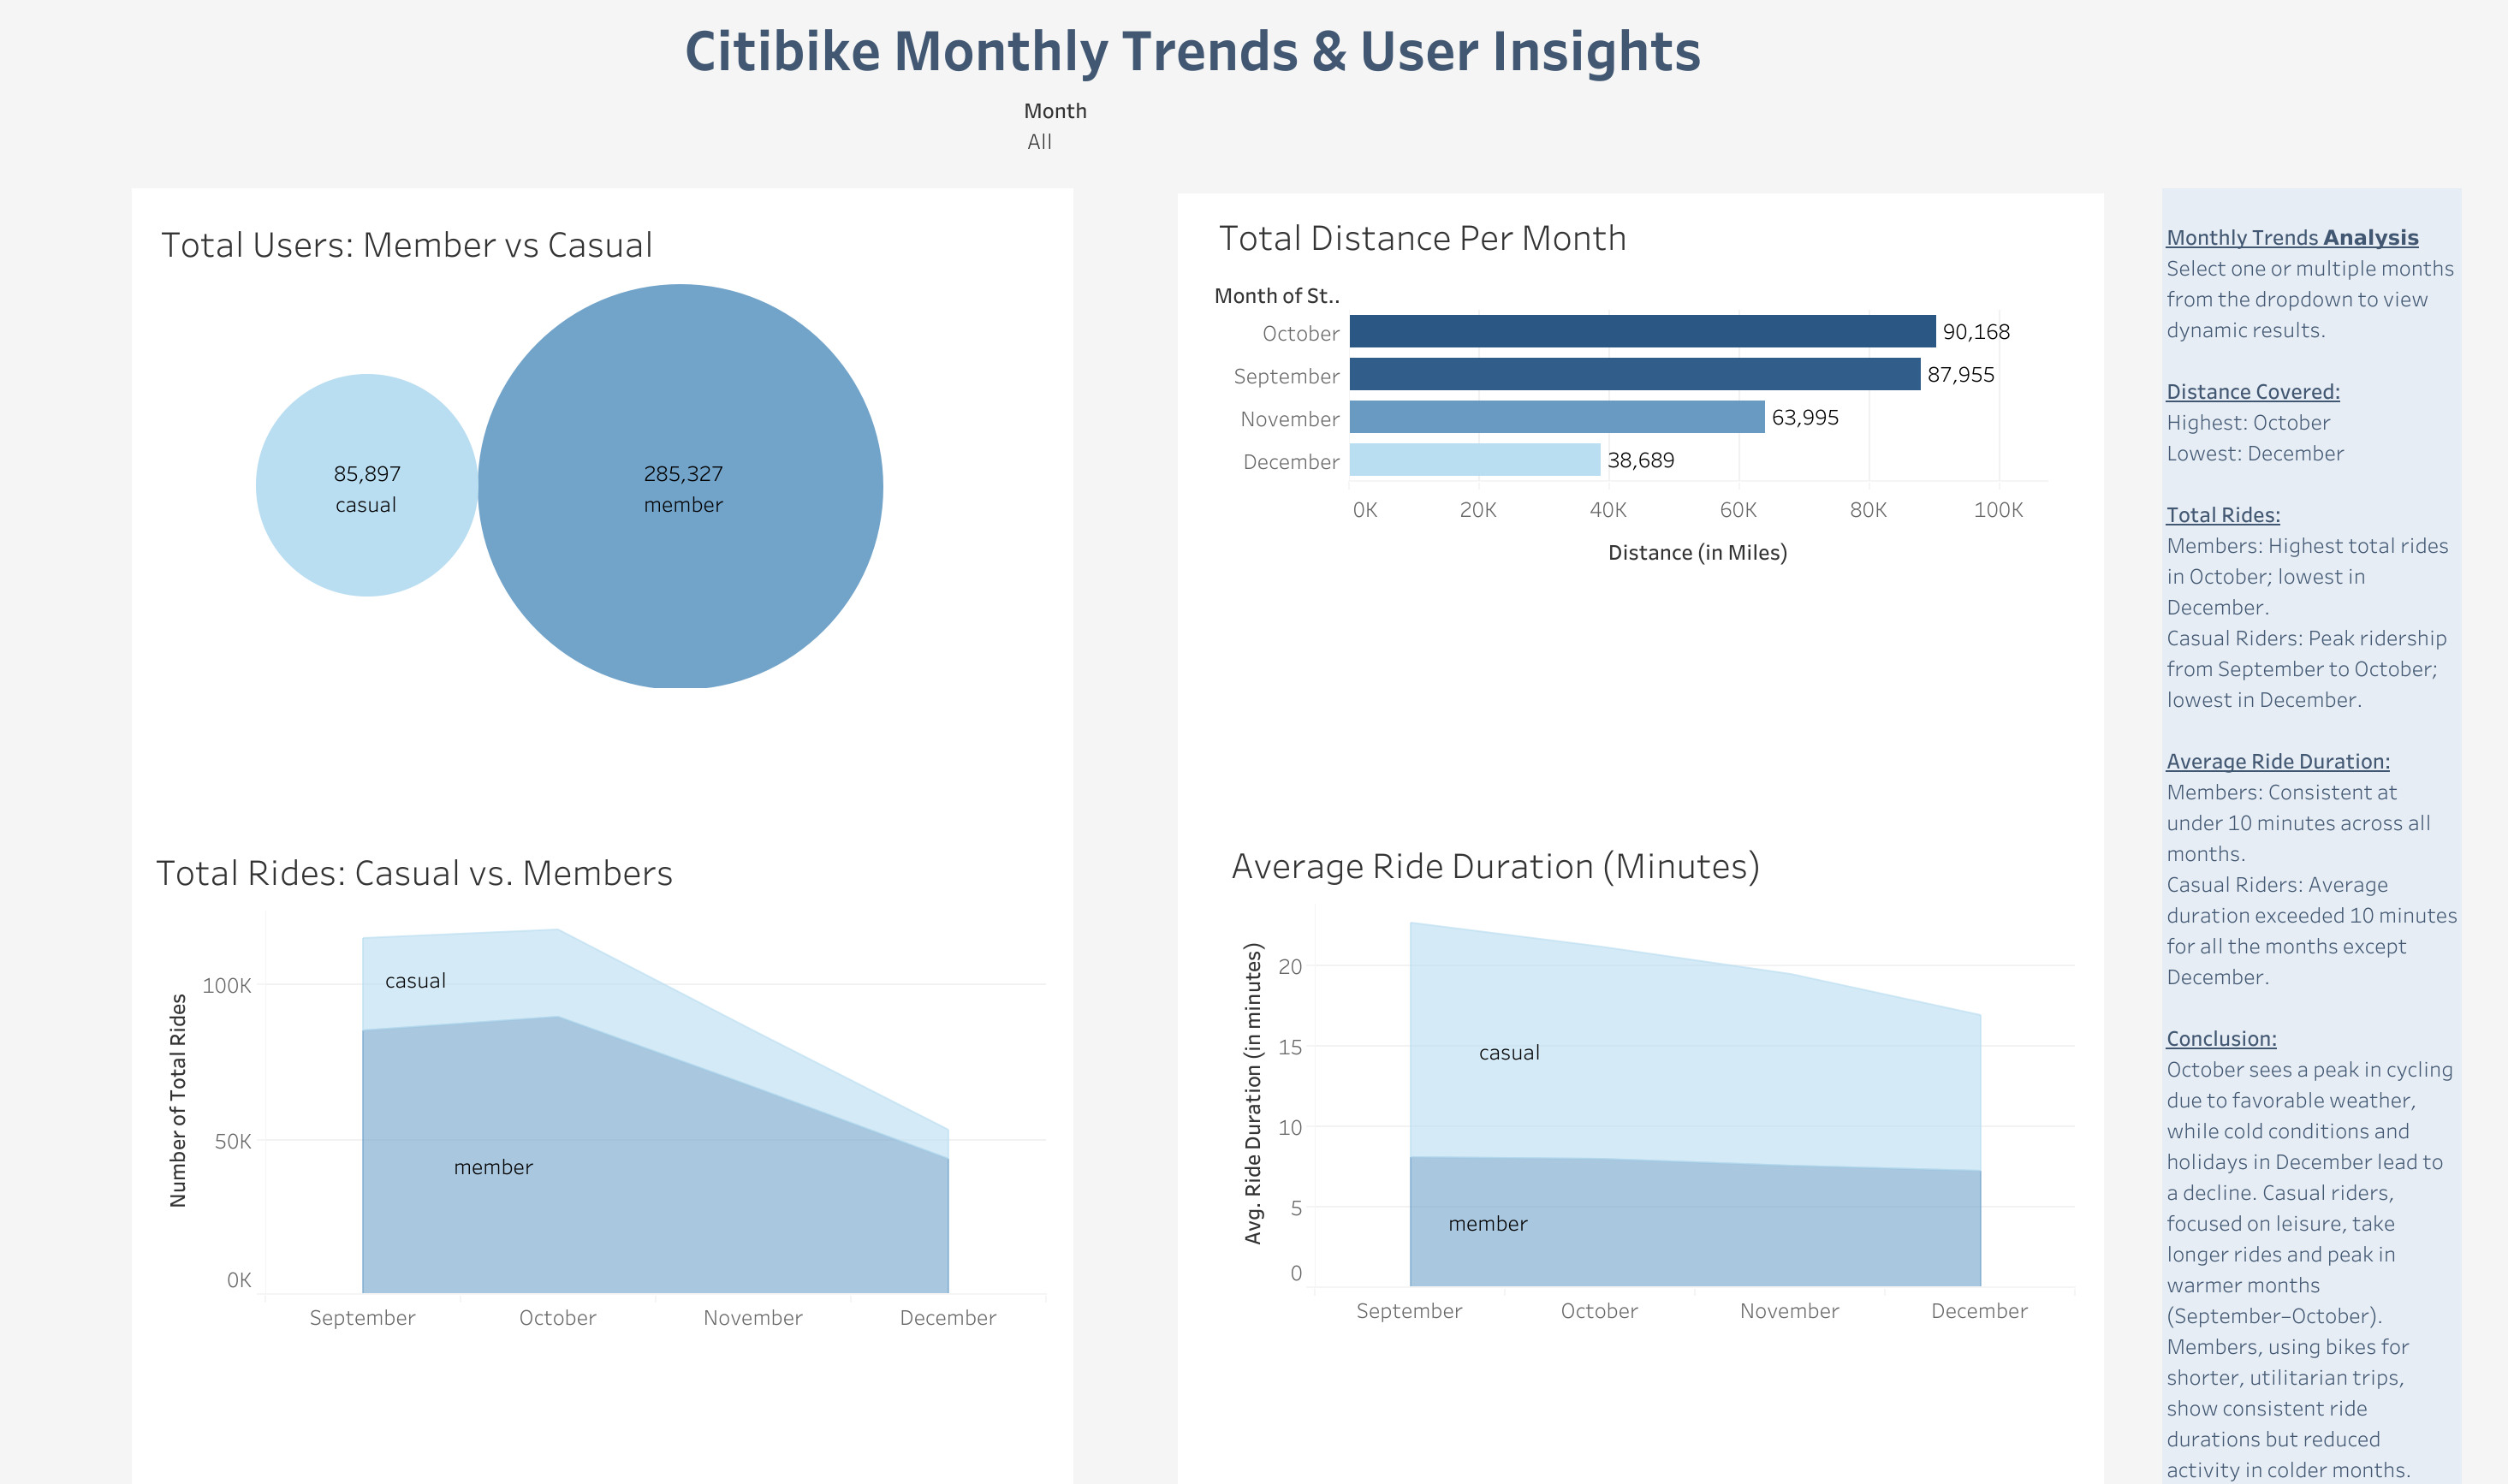 Citibike Monthly Trends & User Insights
Month
All
Total Users: Member vs Casual
85,897
casual
285,327
member
Total Distance Per Month
Month of St..
October
90,168
September
87,955
November
63,995
December
38,689
0K
20K
40K
60K
80K
100K
Distance (in Miles)
Total Rides: Casual vs. Members
Number of Total Rides
100K
50K
0K
casual
member
September
October
November
December
Average Ride Duration (Minutes)
Avg. Ride Duration (in minutes)
20
15
10
5
0
casual
member
September
October
November
December
Monthly Trends Analysis
Select one or multiple months
from the dropdown to view
dynamic results.
Distance Covered:
Highest: October
Lowest: December
Total Rides:
Members: Highest total rides
in October; lowest in
December.
Casual Riders: Peak ridership
from September to October;
lowest in December.
Average Ride Duration:
Members: Consistent at
under 10 minutes across all
months.
Casual Riders: Average
duration exceeded 10 minutes
for all the months except
December.
Conclusion:
October sees a peak in cycling
due to favorable weather,
while cold conditions and
holidays in December lead to
a decline. Casual riders,
focused on leisure, take
longer rides and peak in
warmer months
(September–October).
Members, using bikes for
shorter, utilitarian trips,
show consistent ride
durations but reduced
activity in colder months.